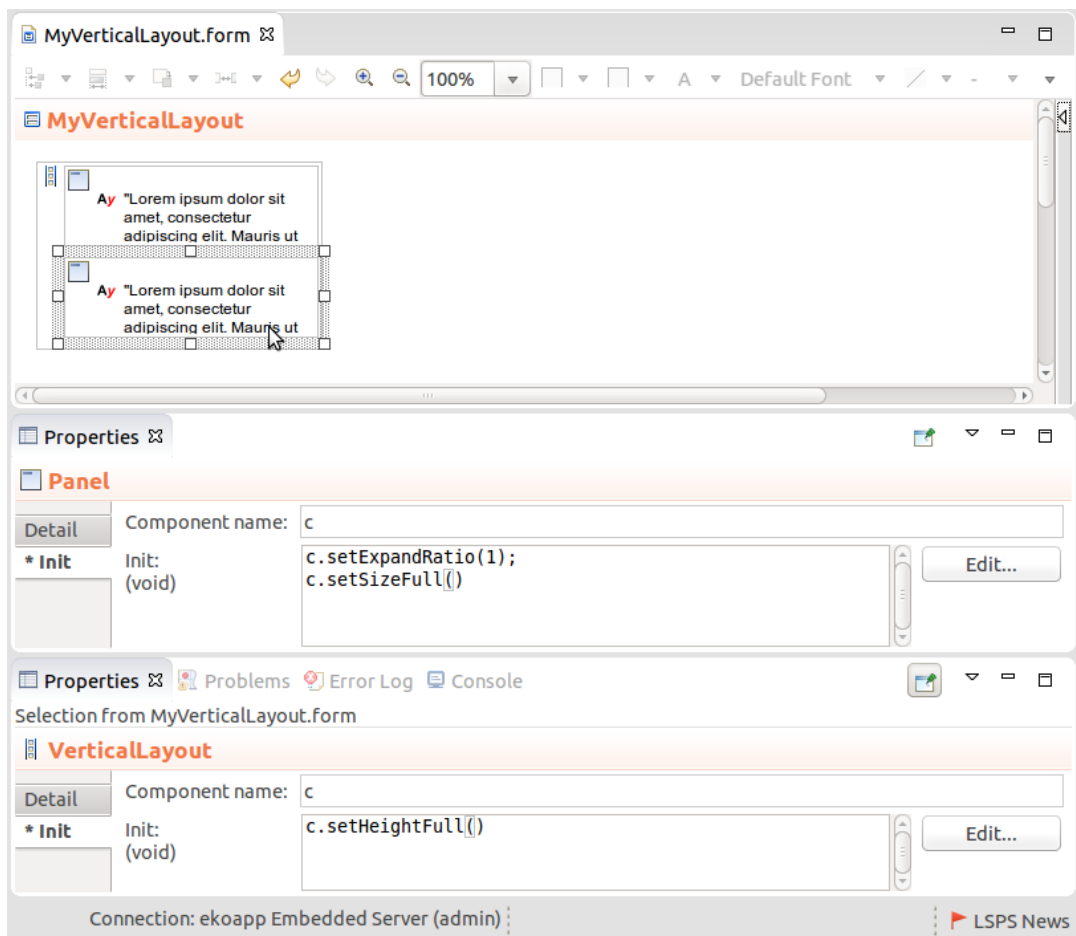 MyVerticalLayout.form
100% A Default Font -
MyVerticalLayout
Ay "Lorem ipsum dolor sit
amet, consectetur
adipiscing elit. Mauris ut
Ay "Lorem ipsum dolor sit
amet, consectetur
adipiscing elit. Mauris ut
Properties
Panel
Detail
Component name: c
* Init
Init:
(void)
c.setExpandRatio(1);
c.setSizeFull()
Edit...
Properties Problems Error Log Console
Selection from MyVerticalLayout.form
VerticalLayout
Detail
Component name: c
* Init
Init:
(void)
c.setHeightFull()
Edit...
Connection: ekoapp Embedded Server (admin) LSPS News